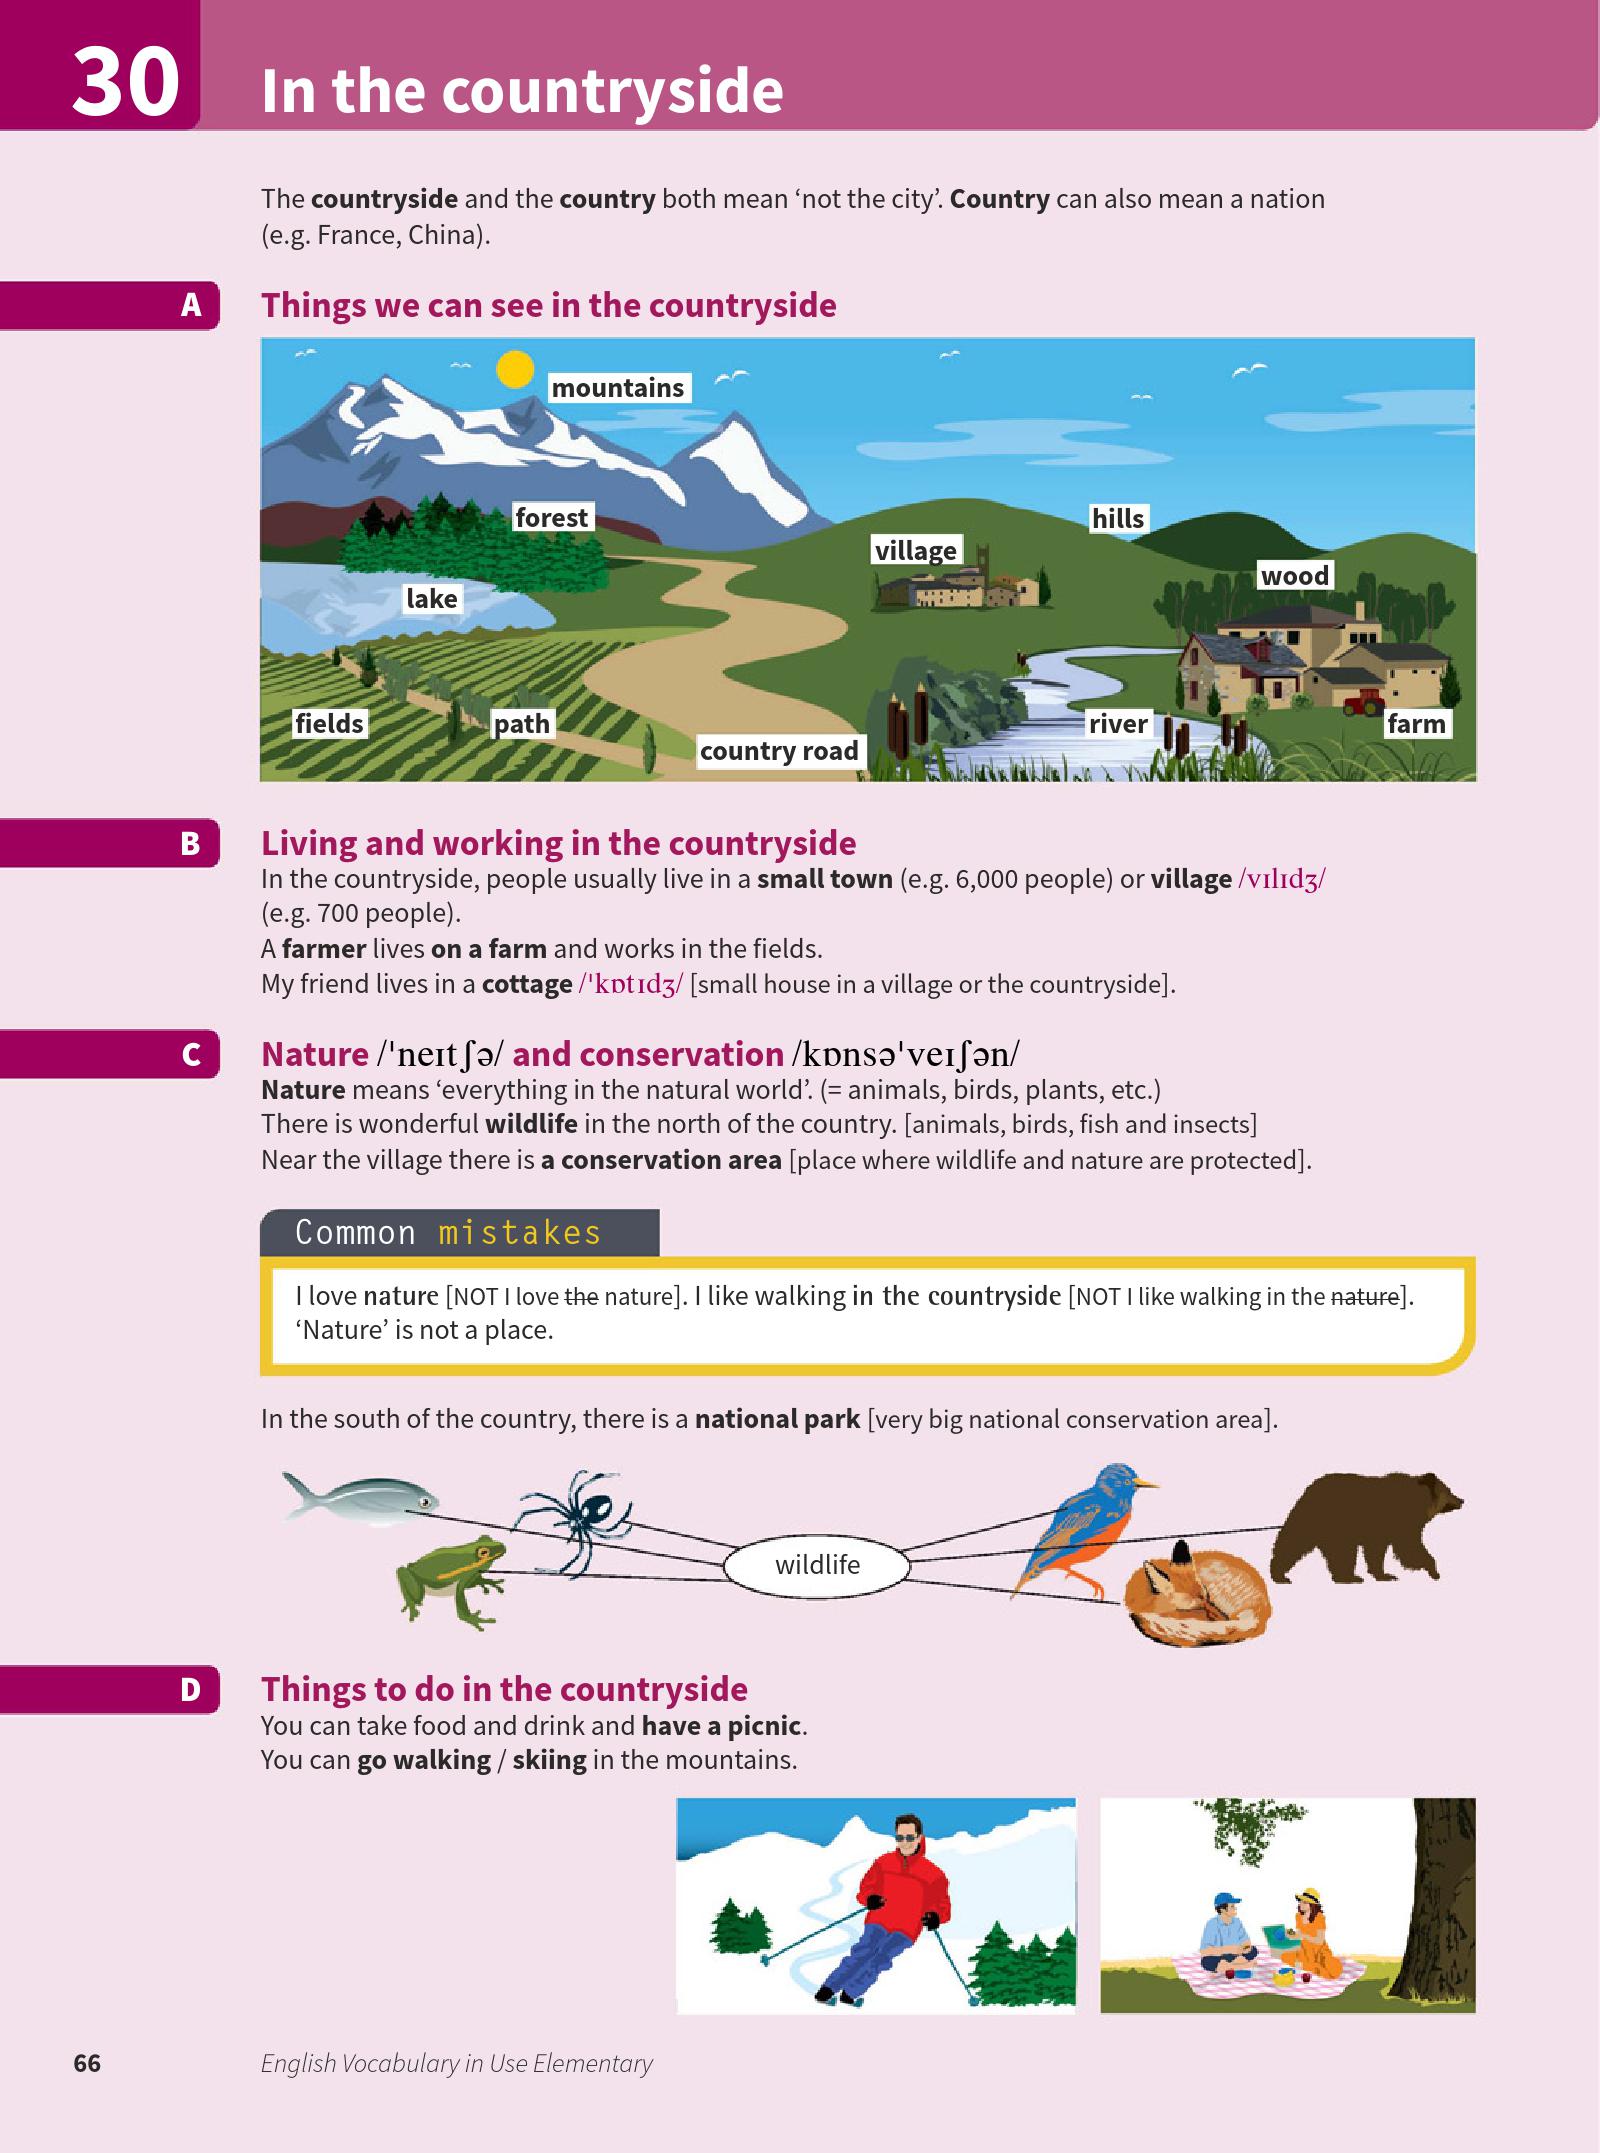 30
In the countryside
The countryside and the country both mean ‘not the city’. Country can also mean a nation
(e.g. France, China).
A
Things we can see in the countryside
mountains
forest
hills
village
wood
lake
fields
path
river
farm
country road
B
Living and working in the countryside
In the countryside, people usually live in a small town (e.g. 6,000 people) or village /vɪlɪdʒ/
(e.g. 700 people).
A farmer lives on a farm and works in the fields.
My friend lives in a cottage /ˈkɒtɪdʒ/ [small house in a village or the countryside].
C
Nature /ˈneɪtʃə/ and conservation /kɒnsəˈveɪʃən/
Nature means ‘everything in the natural world’. (= animals, birds, plants, etc.)
There is wonderful wildlife in the north of the country. [animals, birds, fish and insects]
Near the village there is a conservation area [place where wildlife and nature are protected].
Common mistakes
I love nature [NOT I love the nature]. I like walking in the countryside [NOT I like walking in the nature].
‘Nature’ is not a place.
In the south of the country, there is a national park [very big national conservation area].
wildlife
D
Things to do in the countryside
You can take food and drink and have a picnic.
You can go walking / skiing in the mountains.
66
English Vocabulary in Use Elementary